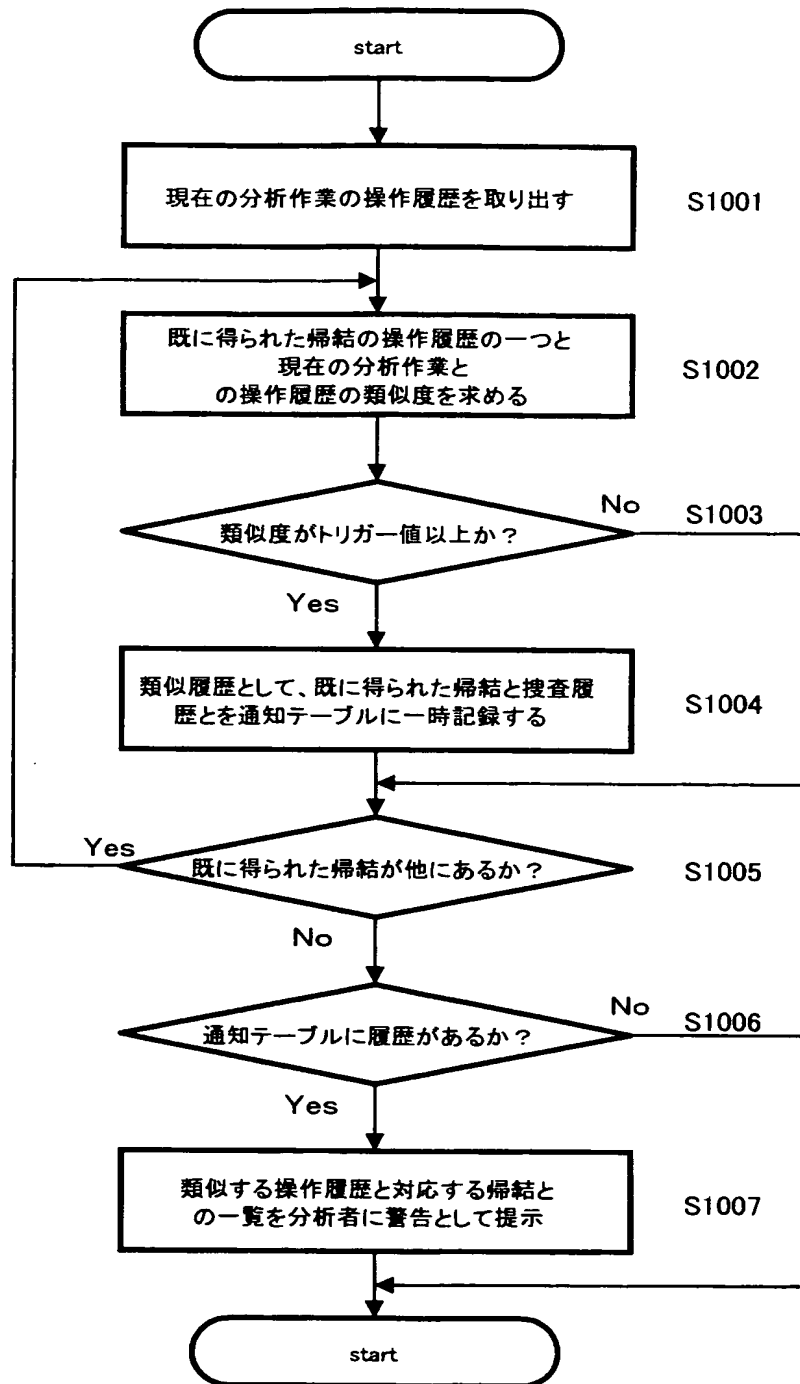 start
現在の分析作業の操作履歴を取り出す
S1001
既に得られた帰結の操作履歴の一つと
現在の分析作業と
の操作履歴の類似度を求める
S1002
類似度がトリガー値以上か?
No
S1003
Yes
類似履歴として、既に得られた帰結と捜査履
歴とを通知テーブルに一時記録する
S1004
Yes
既に得られた帰結が他にあるか?
S1005
No
通知テーブルに履歴があるか?
No
S1006
Yes
類似する操作履歴と対応する帰結と
の一覧を分析者に警告として提示
S1007
start